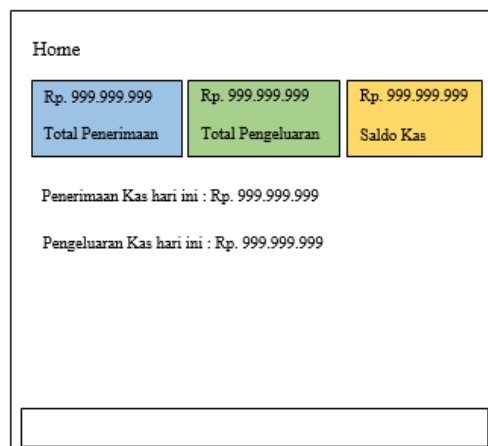 Home
Rp. 999.999.999
Total Penerimaan
Rp. 999.999.999
Total Pengeluaran
Rp. 999.999.999
Saldo Kas
Penerimaan Kas hari ini : Rp. 999.999.999
Pengeluaran Kas hari ini : Rp. 999.999.999